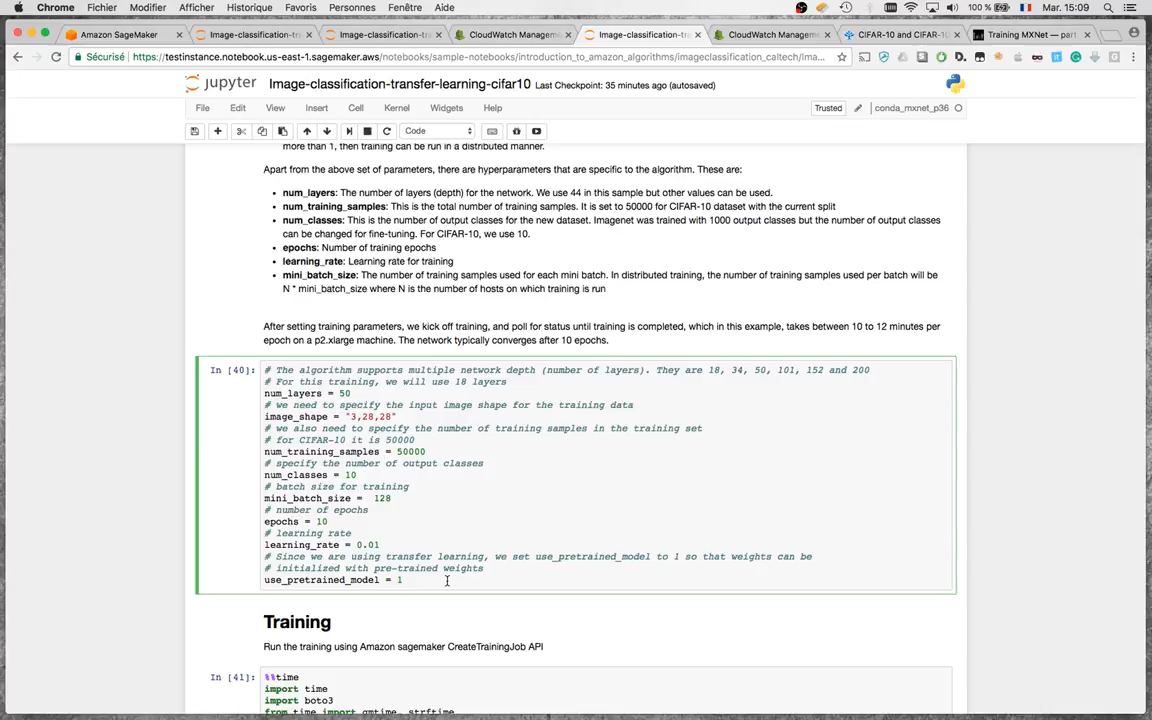 Chrome Fichier Modifier Afficher Historique Favoris Personnes Fenêtre Aide 100 % Mar. 15:09
Amazon SageMaker Image-classification-tr Image-classification-tra CloudWatch Manageme Image-classification-tra CloudWatch Manageme CIFAR-10 and CIFAR-10 Training MXNet — part
Sécurisé https://testinstance.notebook.us-east-1.sagemaker.aws/notebooks/sample-notebooks/introduction_to_amazon_algorithms/imageclassification_caltech/Ima...
jupyter Image-classification-transfer-learning-cifar10 Last Checkpoint: 35 minutes ago (autosaved)
File Edit View Insert Cell Kernel Widgets Help Trusted conda_mxnet_p36
Code
more than 1, then training can be run in a distributed manner.
Apart from the above set of parameters, there are hyperparameters that are specific to the algorithm. These are:
• num_layers: The number of layers (depth) for the network. We use 44 in this sample but other values can be used.
• num_training_samples: This is the total number of training samples. It is set to 50000 for CIFAR-10 dataset with the current split
• num_classes: This is the number of output classes for the new dataset. Imagenet was trained with 1000 output classes but the number of output classes
can be changed for fine-tuning. For CIFAR-10, we use 10.
• epochs: Number of training epochs
• learning_rate: Learning rate for training
• mini_batch_size: The number of training samples used for each mini batch. In distributed training, the number of training samples used per batch will be
N * mini_batch_size where N is the number of hosts on which training is run
After setting training parameters, we kick off training, and poll for status until training is completed, which in this example, takes between 10 to 12 minutes per
epoch on a p2.xlarge machine. The network typically converges after 10 epochs.
In [40]: # The algorithm supports multiple network depth (number of layers). They are 18, 34, 50, 101, 152 and 200
# For this training, we will use 18 layers
num_layers = 50
# we need to specify the input image shape for the training data
image_shape = "3,28,28"
# we also need to specify the number of training samples in the training set
# for CIFAR-10 it is 50000
num_training_samples = 50000
# specify the number of output classes
num_classes = 10
# batch size for training
mini_batch_size = 128
# number of epochs
epochs = 10
# learning rate
learning_rate = 0.01
# Since we are using transfer learning, we set use_pretrained_model to 1 so that weights can be
# initialized with pre-trained weights
use_pretrained_model = 1
Training
Run the training using Amazon sagemaker CreateTrainingJob API
In [41]: %%time
import time
import boto3
from time import gmtime, strftime